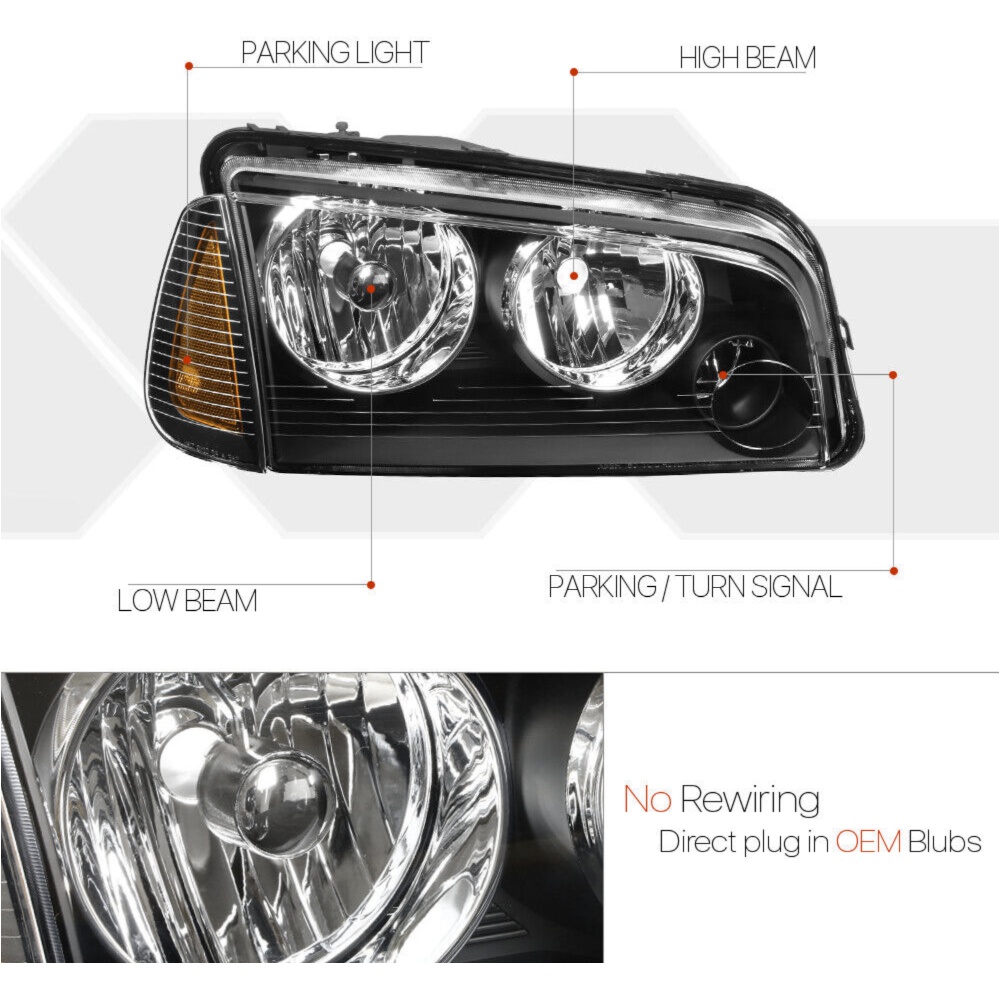 PARKING LIGHT
HIGH BEAM
LOW BEAM
PARKING / TURN SIGNAL
No Rewiring
Direct plug in OEM Blubs